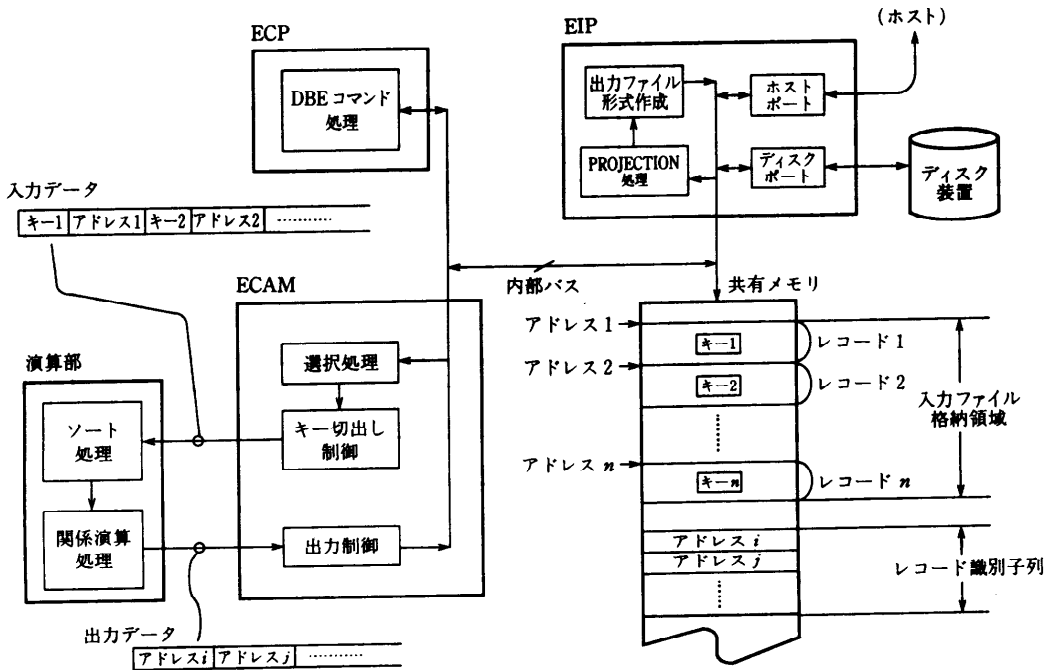 (ホスト)
ECP
EIP
DBEコマンド
処理
出力ファイル
形式作成
ホスト
ポート
PROJECTION
処理
ディスク
ポート
ディスク
装置
入力データ
キー1 アドレス1 キー2 アドレス2 …………
ECAM
内部バス
共有メモリ
演算部
選択処理
ソート
処理
キー切出し
制御
関係演算
処理
出力制御
アドレス1
キー1
レコード1
アドレス2
キー2
レコード2
入力ファイル
格納領域
アドレスn
キーn
レコードn
アドレスi
アドレスj
レコード識別子列
出力データ
アドレスi アドレスj …………